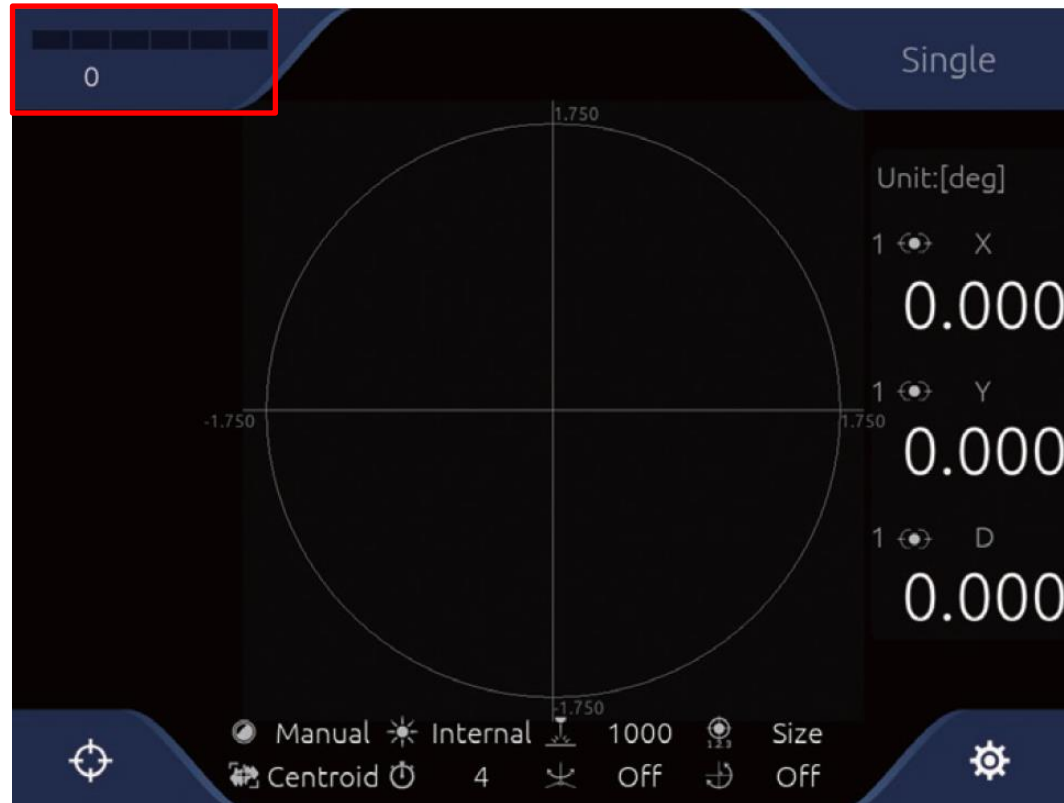 0
Single
1.750
Unit:[deg]
1 X
0.000
1 Y
-1.750
1.750
0.000
1 D
0.000
-1.750
Manual Internal 1000 123 Size
Centroid 4 Off Off